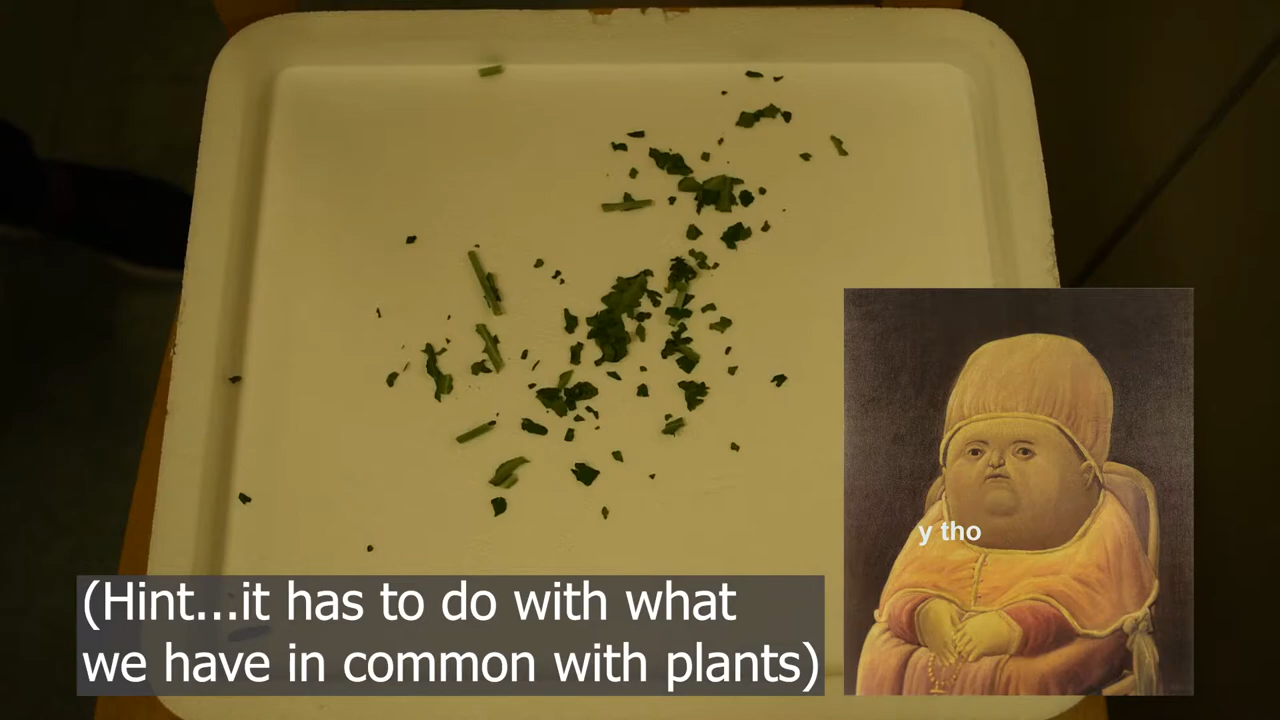 y tho
(Hint...it has to do with what
we have in common with plants)